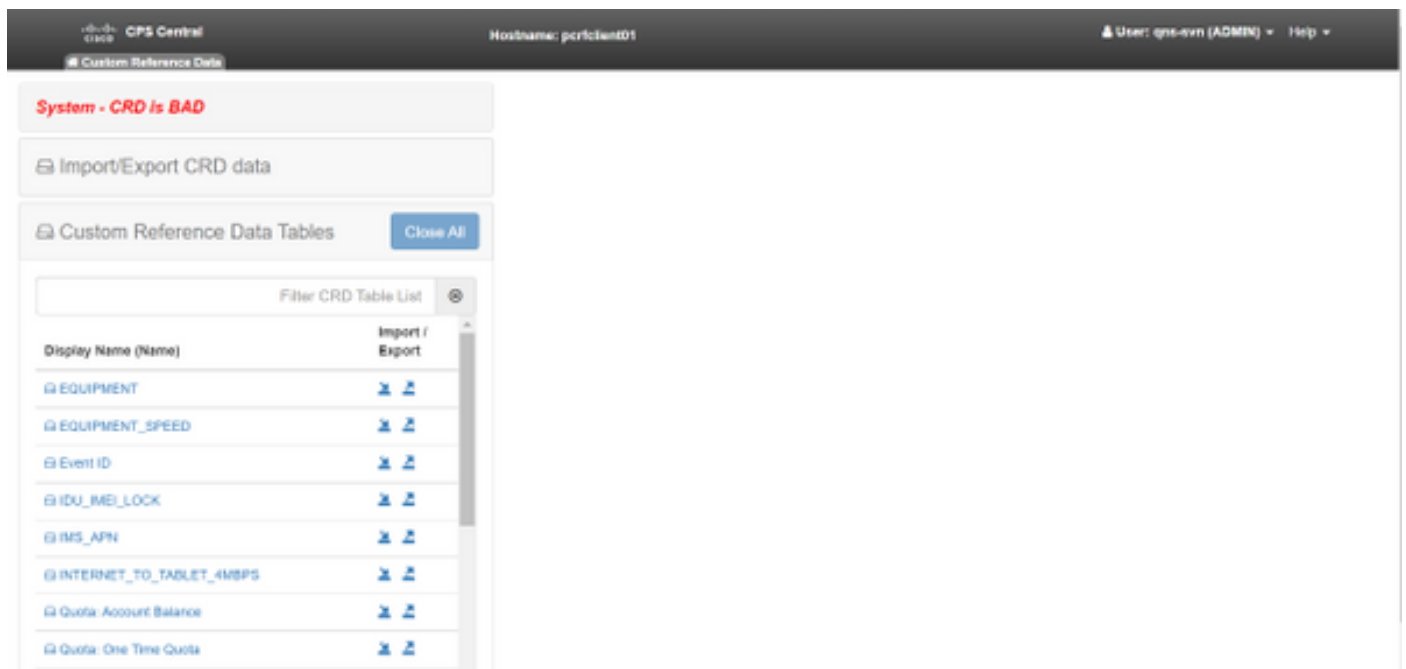 cisco CPS Central
Hostname: pcrfclient01
User: qns-svn (ADMIN) Help
Custom Reference Data
System - CRD is BAD
Import/Export CRD data
Custom Reference Data Tables
Close All
Filter CRD Table List
Display Name (Name)
Import /
Export
EQUIPMENT
EQUIPMENT_SPEED
Event ID
IDU_IMEI_LOCK
IMS_APN
INTERNET_TO_TABLET_4MBPS
Quota: Account Balance
Quota: One Time Quota